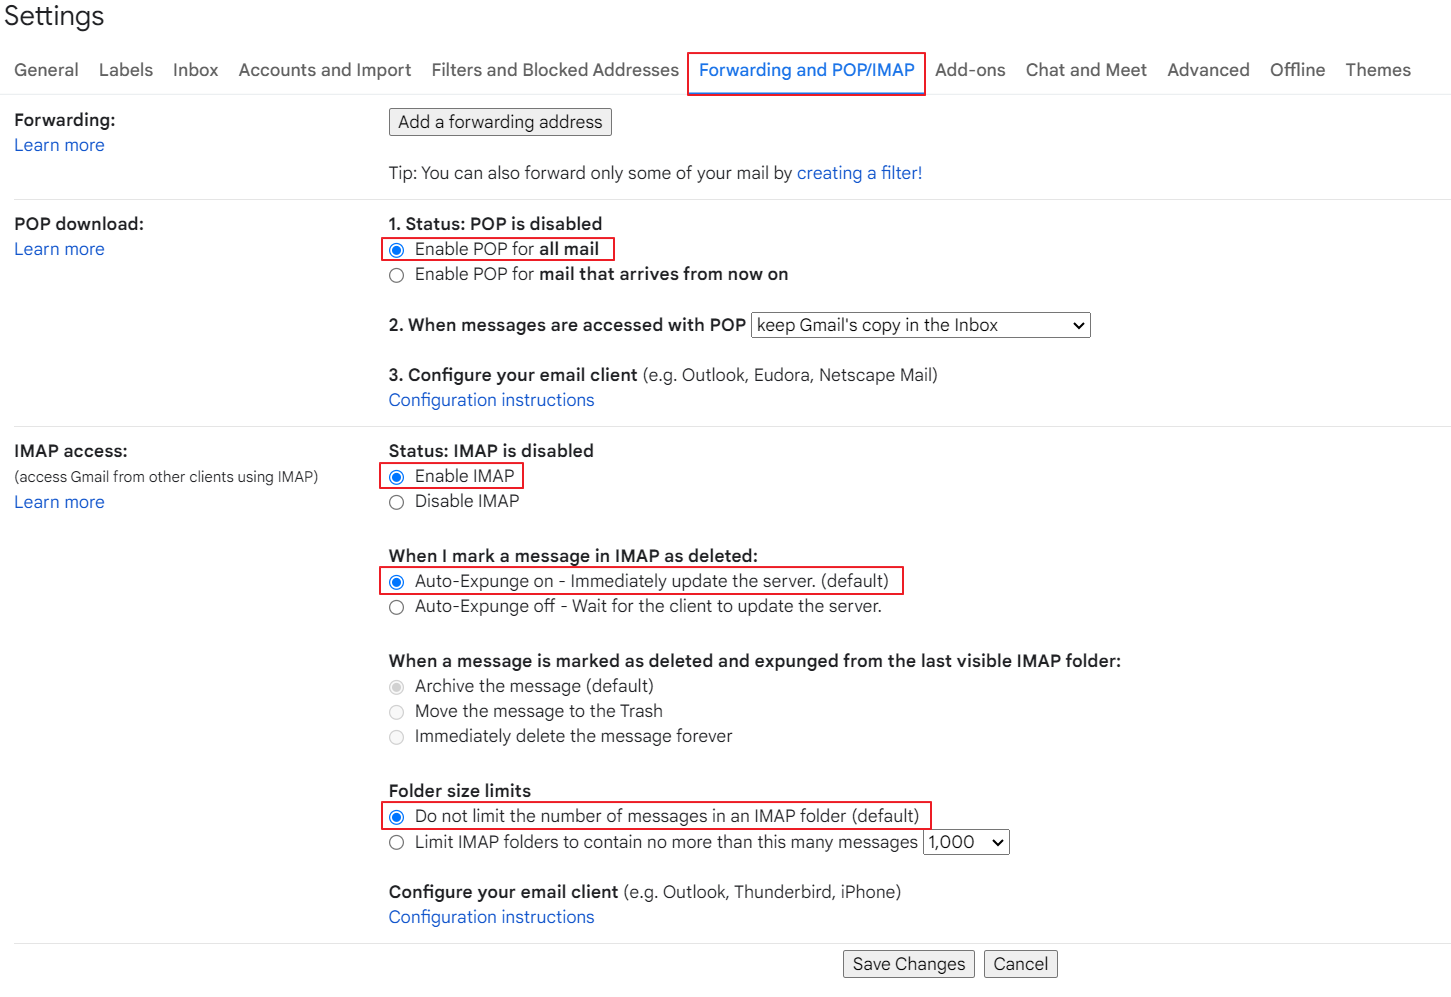 Settings
General Labels Inbox Accounts and Import Filters and Blocked Addresses Forwarding and POP/IMAP Add-ons Chat and Meet Advanced Offline Themes
Forwarding:
Learn more
Add a forwarding address
Tip: You can also forward only some of your mail by creating a filter!
POP download:
Learn more
1. Status: POP is disabled
Enable POP for all mail
Enable POP for mail that arrives from now on
2. When messages are accessed with POP keep Gmail's copy in the Inbox
3. Configure your email client (e.g. Outlook, Eudora, Netscape Mail)
Configuration instructions
IMAP access:
(access Gmail from other clients using IMAP)
Learn more
Status: IMAP is disabled
Enable IMAP
Disable IMAP
When I mark a message in IMAP as deleted:
Auto-Expunge on - Immediately update the server. (default)
Auto-Expunge off - Wait for the client to update the server.
When a message is marked as deleted and expunged from the last visible IMAP folder:
Archive the message (default)
Move the message to the Trash
Immediately delete the message forever
Folder size limits
Do not limit the number of messages in an IMAP folder (default)
Limit IMAP folders to contain no more than this many messages 1,000
Configure your email client (e.g. Outlook, Thunderbird, iPhone)
Configuration instructions
Save Changes Cancel